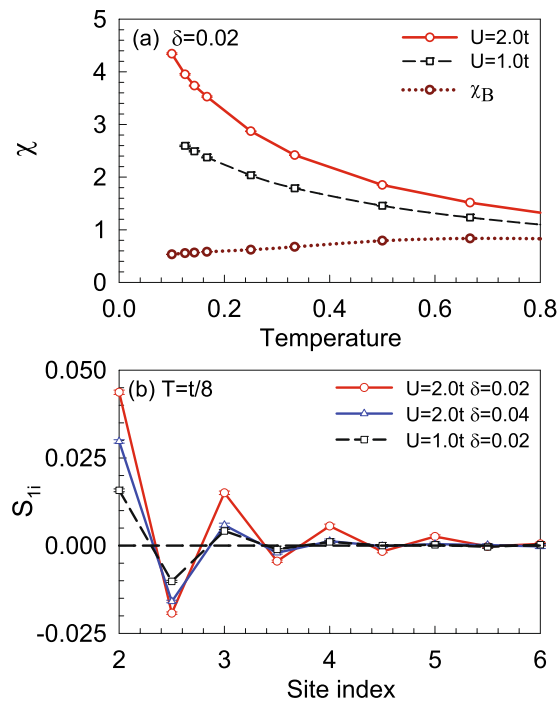 (a) δ=0.02
U=2.0t
U=1.0t
χB
5
4
3
2
1
0
χ
0.0 0.2 0.4 0.6 0.8
Temperature
(b) T=t/8
U=2.0t δ=0.02
U=2.0t δ=0.04
U=1.0t δ=0.02
0.050
0.025
0.000
-0.025
S1i
2 3 4 5 6
Site index